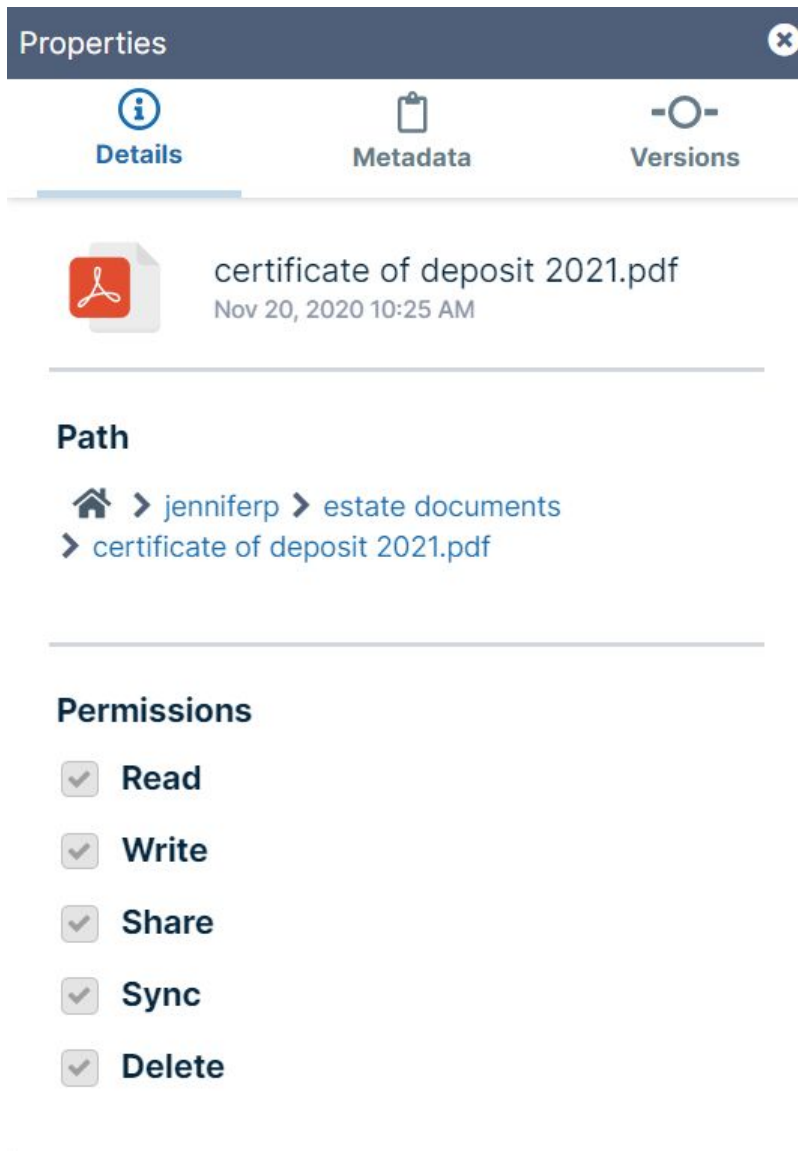 Properties
Details Metadata Versions
certificate of deposit 2021.pdf
Nov 20, 2020 10:25 AM
Path
jenniferp estate documents
certificate of deposit 2021.pdf
Permissions
Read
Write
Share
Sync
Delete